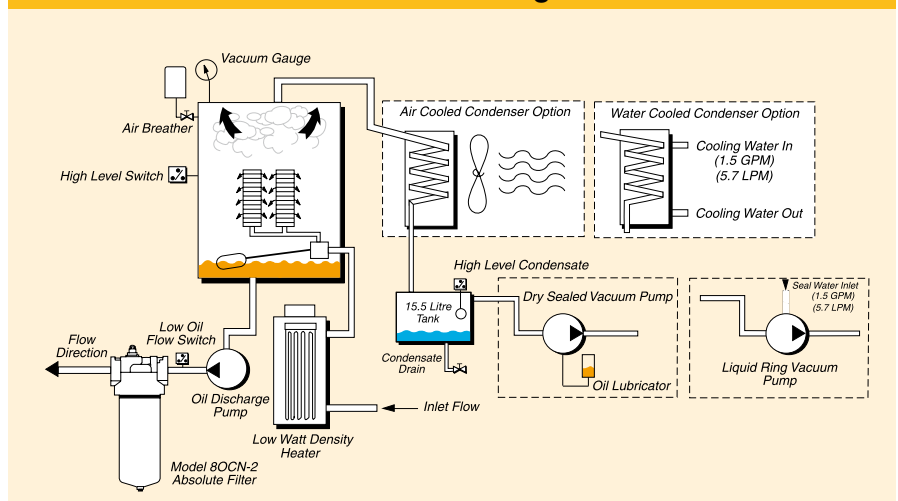 Vacuum Gauge
Air Breather
High Level Switch
Air Cooled Condenser Option
Water Cooled Condenser Option
Cooling Water In
(1.5 GPM)
(5.7 LPM)
Cooling Water Out
High Level Condensate
15.5 Litre
Tank
Condensate
Drain
Dry Sealed Vacuum Pump
Oil Lubricator
Seal Water Inlet
(1.5 GPM)
(5.7 LPM)
Liquid Ring Vacuum
Pump
Flow
Direction
Low Oil
Flow Switch
Oil Discharge
Pump
Inlet Flow
Low Watt Density
Heater
Model 8OCN-2
Absolute Filter